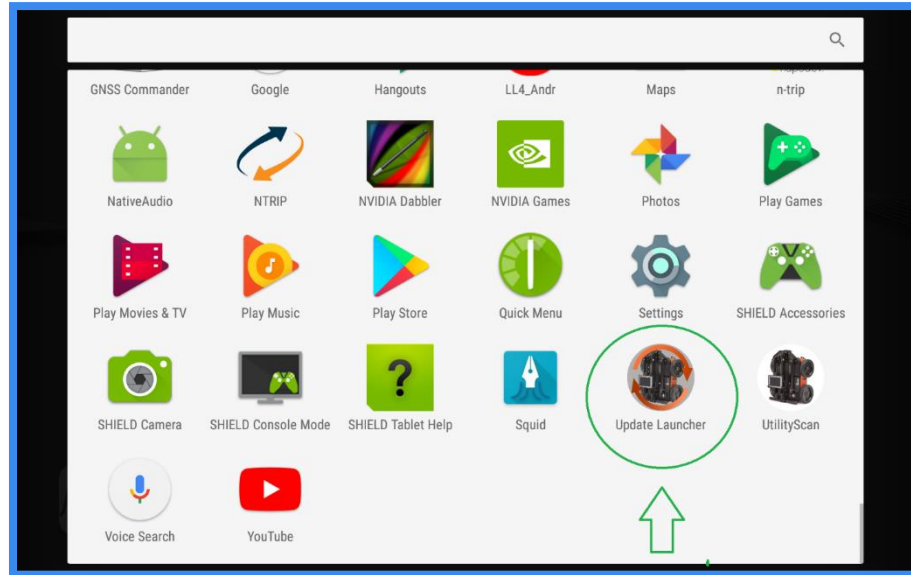 GNSS Commander
Google
Hangouts
LL4_Andr
Maps
n-trip
NativeAudio
NTRIP
NVIDIA Dabbler
NVIDIA Games
Photos
Play Games
Play Movies & TV
Play Music
Play Store
Quick Menu
Settings
SHIELD Accessories
SHIELD Camera
SHIELD Console Mode
SHIELD Tablet Help
Squid
Update Launcher
UtilityScan
Voice Search
YouTube